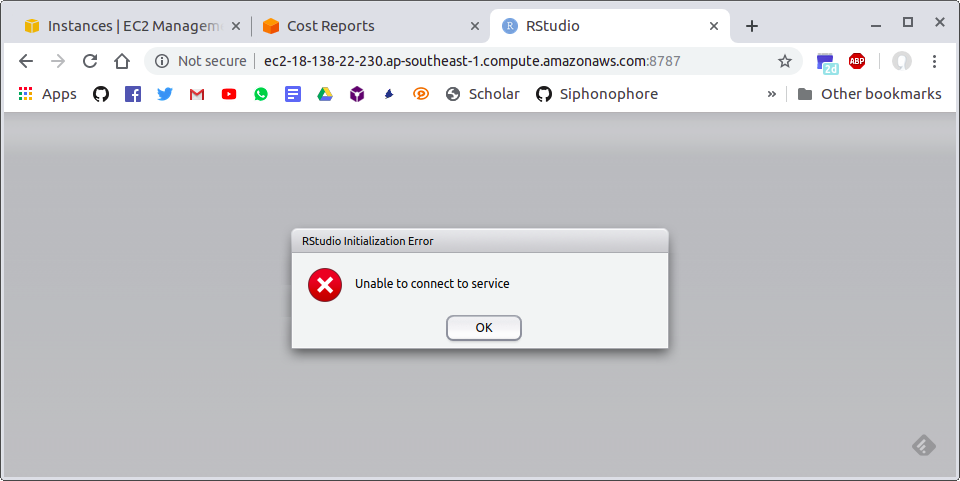 Instances | EC2 Managem
Cost Reports
R RStudio
Not secure ec2-18-138-22-230.ap-southeast-1.compute.amazonaws.com:8787
2d ABP
Apps Scholar Siphonophore » Other bookmarks
RStudio Initialization Error
Unable to connect to service
OK